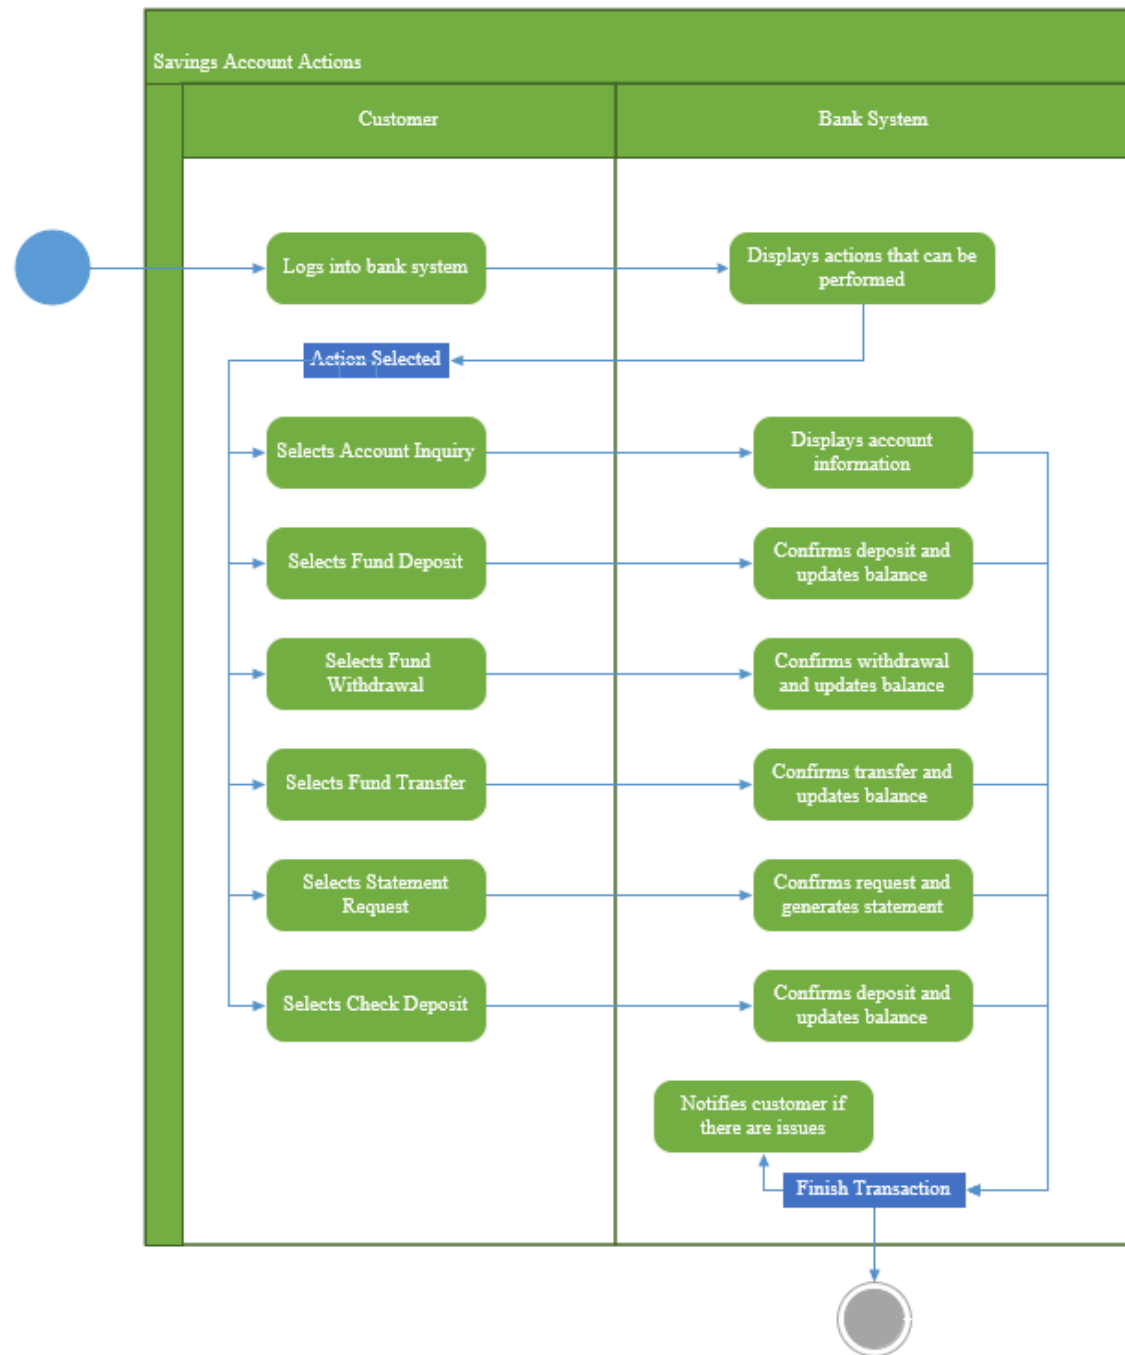 Savings Account Actions
Customer
Bank System
Logs into bank system
Displays actions that can be
performed
Action Selected
Selects Account Inquiry
Displays account
information
Selects Fund Deposit
Confirms deposit and
updates balance
Selects Fund
Withdrawal
Confirms withdrawal
and updates balance
Selects Fund Transfer
Confirms transfer and
updates balance
Selects Statement
Request
Confirms request and
generates statement
Selects Check Deposit
Confirms deposit and
updates balance
Notifies customer if
there are issues
Finish Transaction